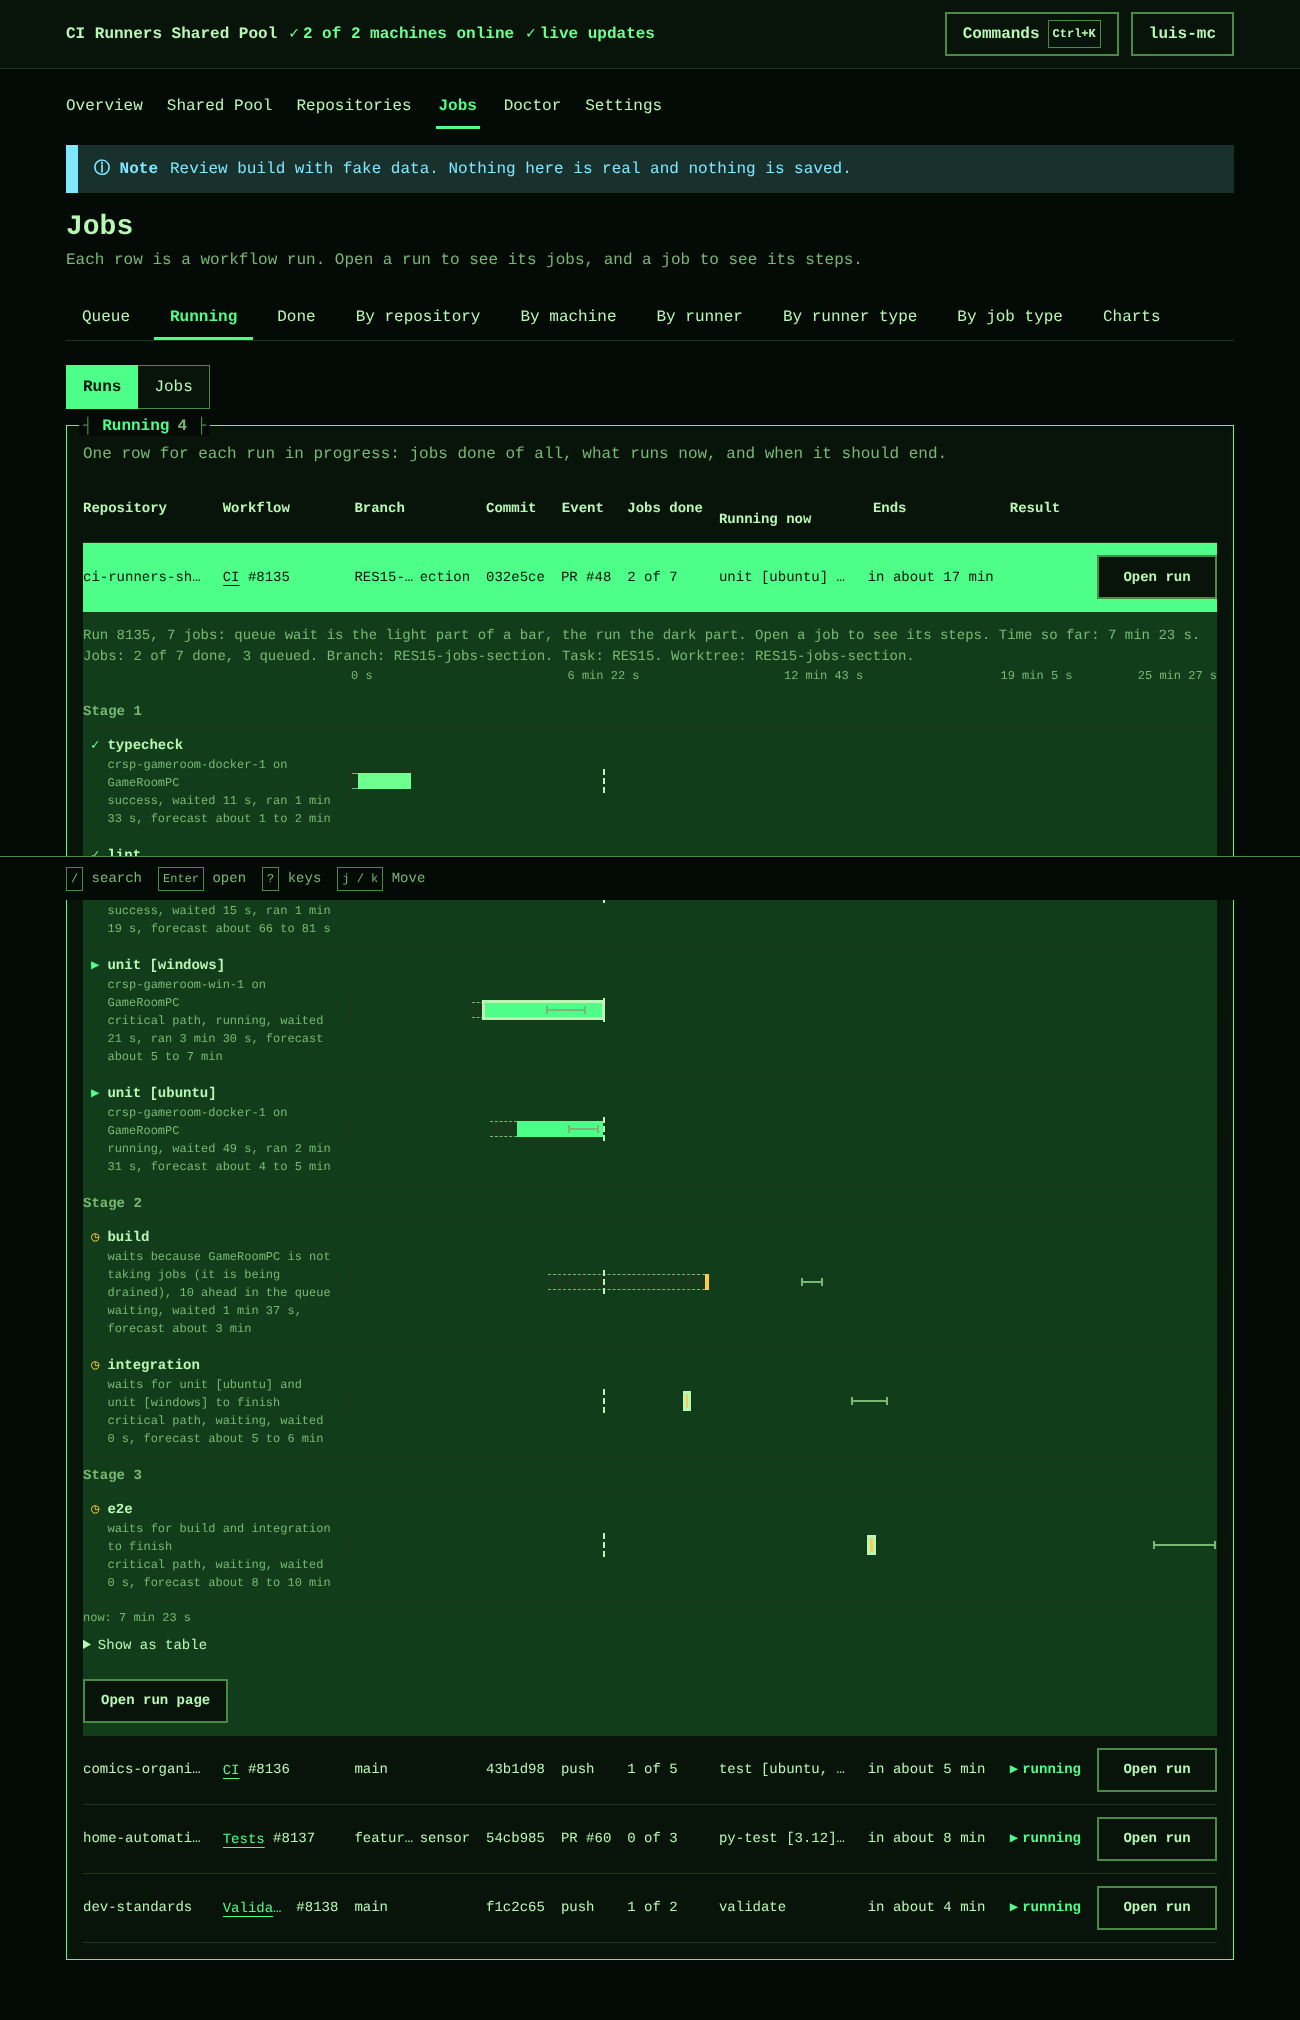 CI Runners Shared Pool ✓ 2 of 2 machines online ✓ live updates Commands Ctrl+K luis-mc
Overview Shared Pool Repositories Jobs Doctor Settings
ⓘ Note Review build with fake data. Nothing here is real and nothing is saved.
Jobs
Each row is a workflow run. Open a run to see its jobs, and a job to see its steps.
Queue Running Done By repository By machine By runner By runner type By job type Charts
Runs Jobs
Running 4
One row for each run in progress: jobs done of all, what runs now, and when it should end.
Repository Workflow Branch Commit Event Jobs done Running now Ends Result
ci-runners-sh… CI #8135 RES15-… ection 032e5ce PR #48 2 of 7 unit [ubuntu] … in about 17 min Open run
Run 8135, 7 jobs: queue wait is the light part of a bar, the run the dark part. Open a job to see its steps. Time so far: 7 min 23 s.
Jobs: 2 of 7 done, 3 queued. Branch: RES15-jobs-section. Task: RES15. Worktree: RES15-jobs-section.
0 s 6 min 22 s 12 min 43 s 19 min 5 s 25 min 27 s
Stage 1
✓ typecheck
crsp-gameroom-docker-1 on
GameRoomPC
success, waited 11 s, ran 1 min
33 s, forecast about 1 to 2 min
✓ lint
/ search Enter open ? keys j / k Move
success, waited 15 s, ran 1 min
19 s, forecast about 66 to 81 s
▶ unit [windows]
crsp-gameroom-win-1 on
GameRoomPC
critical path, running, waited
21 s, ran 3 min 30 s, forecast
about 5 to 7 min
▶ unit [ubuntu]
crsp-gameroom-docker-1 on
GameRoomPC
running, waited 49 s, ran 2 min
31 s, forecast about 4 to 5 min
Stage 2
◷ build
waits because GameRoomPC is not
taking jobs (it is being
drained), 10 ahead in the queue
waiting, waited 1 min 37 s,
forecast about 3 min
◷ integration
waits for unit [ubuntu] and
unit [windows] to finish
critical path, waiting, waited
0 s, forecast about 5 to 6 min
Stage 3
◷ e2e
waits for build and integration
to finish
critical path, waiting, waited
0 s, forecast about 8 to 10 min
now: 7 min 23 s
▶ Show as table
Open run page
comics-organi… CI #8136 main 43b1d98 push 1 of 5 test [ubuntu, … in about 5 min ▶ running Open run
home-automati… Tests #8137 featur… sensor 54cb985 PR #60 0 of 3 py-test [3.12]… in about 8 min ▶ running Open run
dev-standards Valida… #8138 main f1c2c65 push 1 of 2 validate in about 4 min ▶ running Open run